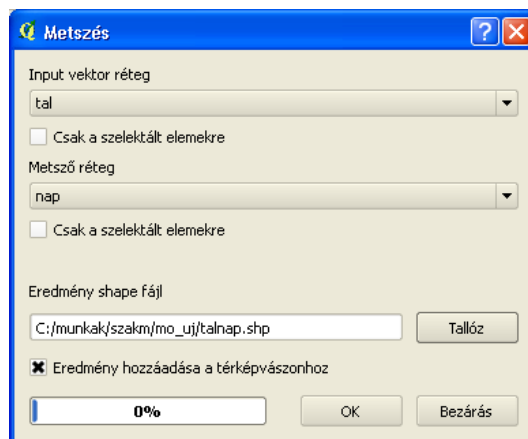 Metszés
Input vektor réteg
tal
Csak a szelektált elemekre
Metsző réteg
nap
Csak a szelektált elemekre
Eredmény shape fájl
C:/munkak/szakm/mo_uj/talnap.shp
Tallóz
Eredmény hozzáadása a térképvászonhoz
0%
OK
Bezárás